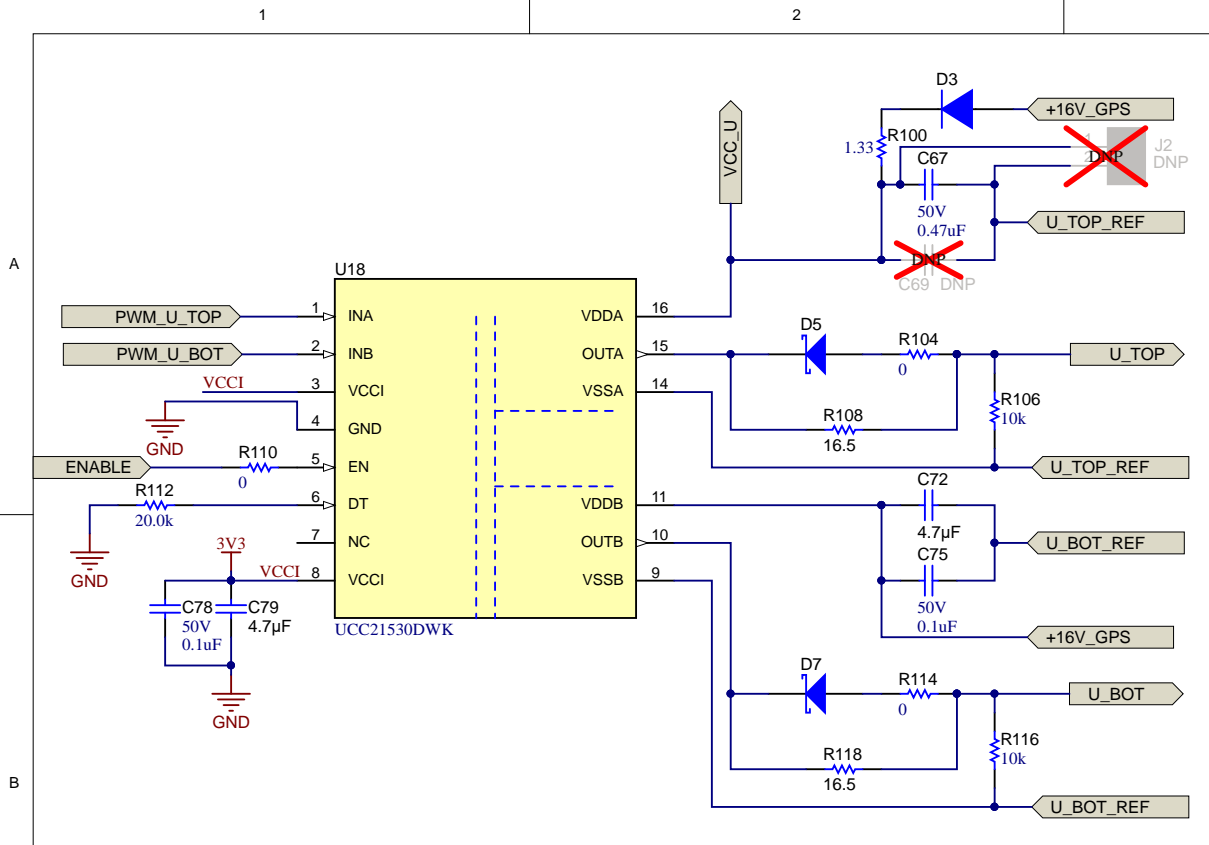 1
2
A
B
D3
+16V_GPS
R100
1.33
C67
50V
0.47uF
1
2
DNP
J2
DNP
U_TOP_REF
VCC_U
DNP
C69 DNP
U18
PWM_U_TOP
1 INA
VDDA 16
PWM_U_BOT
2 INB
OUTA 15
VCCI
3 VCCI
VSSA 14
GND
4 GND
ENABLE
R110
0
5 EN
R112
20.0k
6 DT
VDDB 11
GND
7 NC
OUTB 10
3V3
VCCI
8 VCCI
VSSB 9
UCC21530DWK
C78
50V
0.1uF
C79
4.7µF
GND
D5
R104
0
U_TOP
R108
16.5
R106
10k
U_TOP_REF
C72
4.7µF
U_BOT_REF
C75
50V
0.1uF
+16V_GPS
D7
R114
0
U_BOT
R118
16.5
R116
10k
U_BOT_REF